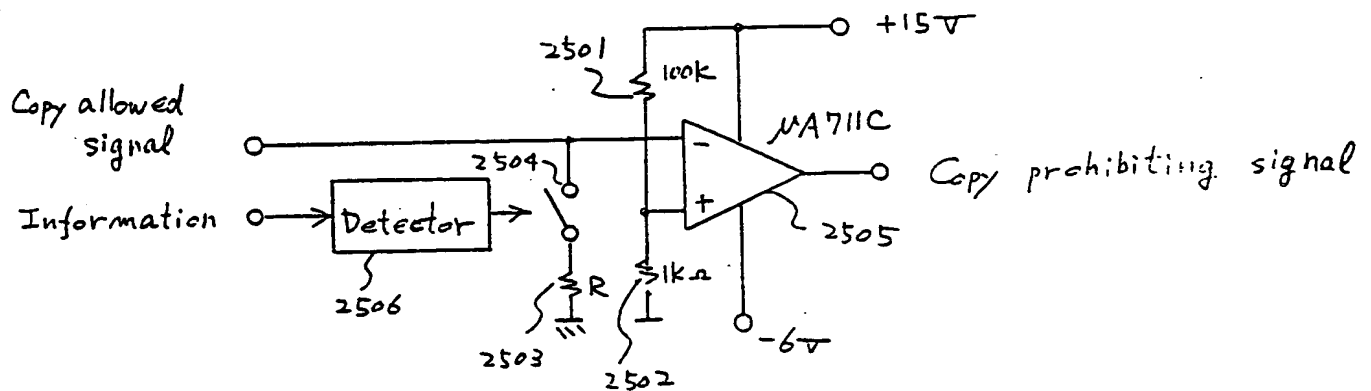 +15V
2501
100K
Copy allowed
signal
μA711C
-
2504
Copy prohibiting signal
Information
Detector
+
2505
2506
R
1kΩ
2503
2502
-6V